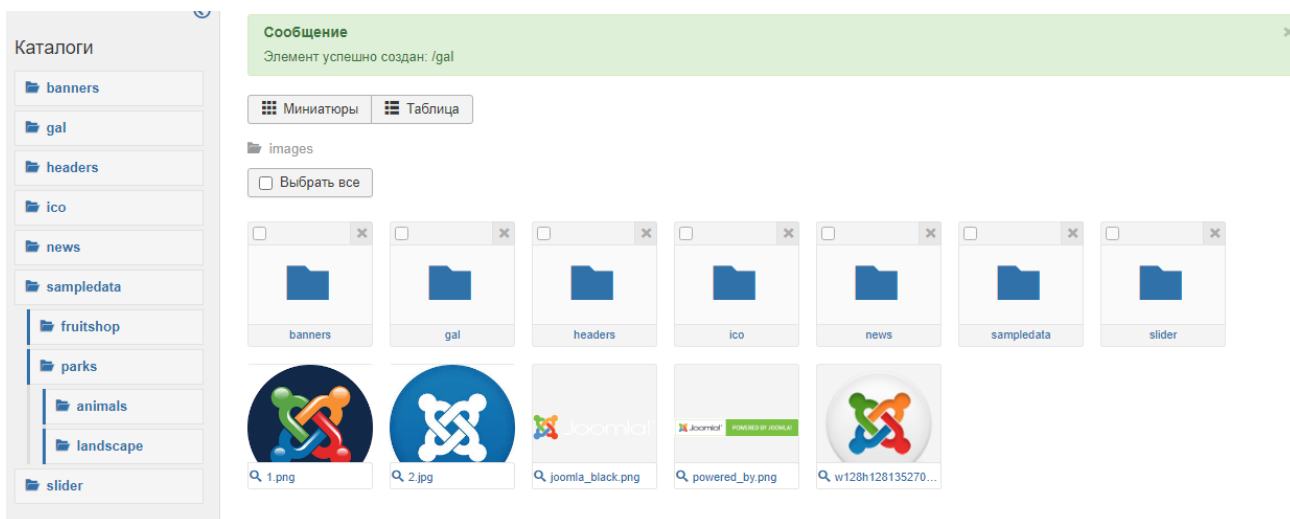 Каталоги
banners
gal
headers
ico
news
sampledata
fruitshop
parks
animals
landscape
slider
Сообщение
Элемент успешно создан: /gal
Миниатюры Таблица
images
Выбрать все
banners gal headers ico news sampledata slider
Joomla! Joomla! POWERED BY JOOMLA!
1.png 2.jpg joomla_black.png powered_by.png w128h128135270...